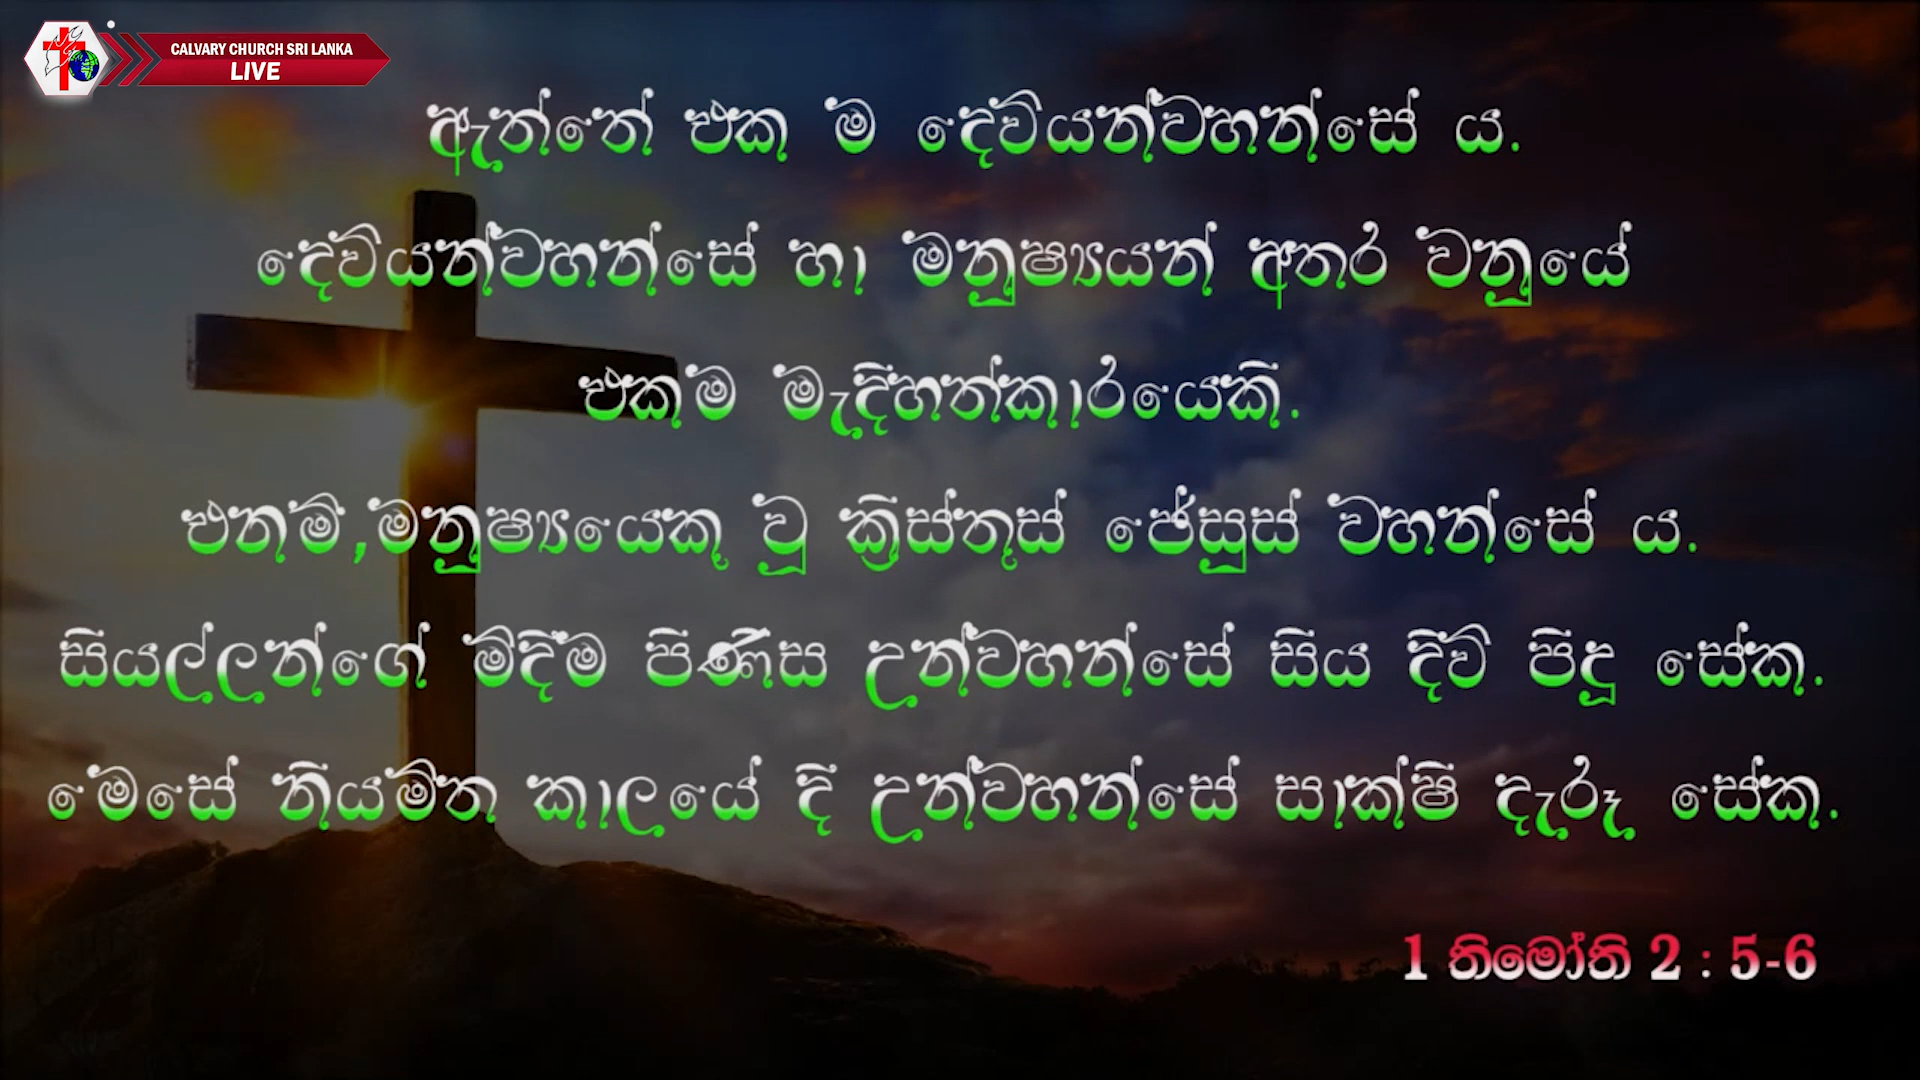 CALVARY CHURCH SRI LANKA
LIVE
ඇත්තේ එක ම දෙවියන්වහන්සේ ය.
දෙවියන්වහන්සේ හා මනුෂ්‍යයන් අතර වනුයේ
එකම මැදිහත්කාරයෙකි.
එනම්,මනුෂ්‍යයෙකු වූ ක්‍රිස්තුස් ජේසුස් වහන්සේ ය.
සියල්ලන්ගේ මිදීම පිණිස උන්වහන්සේ සිය දිවි පිදූ සේක.
මෙසේ නියමිත කාලයේ දි උන්වහන්සේ සාක්ෂි දැරූ සේක.
1 තිමෝති 2 : 5-6